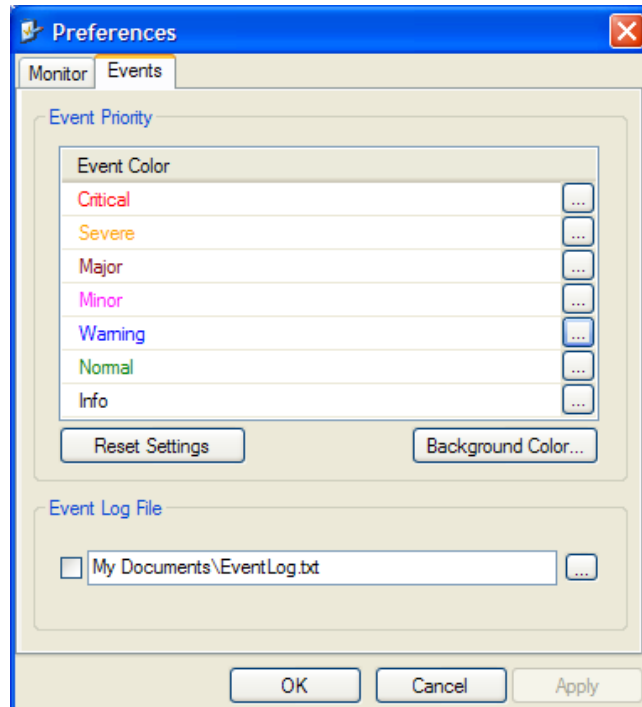 Preferences
Monitor Events
Event Priority
Event Color
Critical ...
Severe ...
Major ...
Minor ...
Warning ...
Normal ...
Info ...
Reset Settings Background Color...
Event Log File
My Documents\EventLog.txt ...
OK Cancel Apply